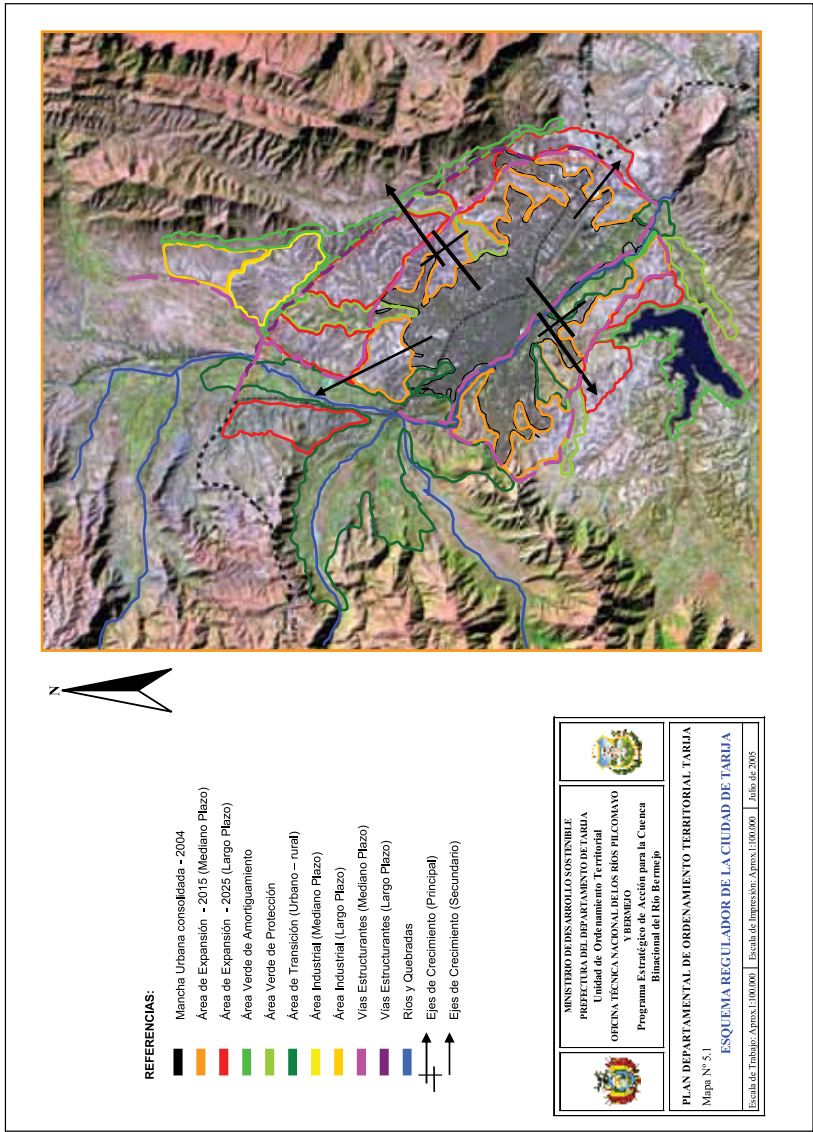 N
REFERENCIAS:
Mancha Urbana consolidada - 2004
Área de Expansión - 2015 (Mediano Plazo)
Área de Expansión - 2025 (Largo Plazo)
Área Verde de Amortiguamiento
Área Verde de Protección
Área de Transición (Urbano – rural)
Área Industrial (Mediano Plazo)
Área Industrial (Largo Plazo)
Vías Estructurantes (Mediano Plazo)
Vías Estructurantes (Largo Plazo)
Ríos y Quebradas
Ejes de Crecimiento (Principal)
Ejes de Crecimiento (Secundario)
MINISTERIO DE DESARROLLO SOSTENIBLE
PREFECTURA DEL DEPARTAMENTO DE TARIJA
Unidad de Ordenamiento Territorial
OFICINA TÉCNICA NACIONAL DE LOS RÍOS PILCOMAYO
Y BERMEJO
Programa Estratégico de Acción para la Cuenca
Binacional del Río Bermejo
PLAN DEPARTAMENTAL DE ORDENAMIENTO TERRITORIAL TARIJA
Mapa Nº 5.1
ESQUEMA REGULADOR DE LA CIUDAD DE TARIJA
Escala de Trabajo: Aprox.1:100.000 Escala de Impresión: Aprox.1:100.000 Julio de 2005